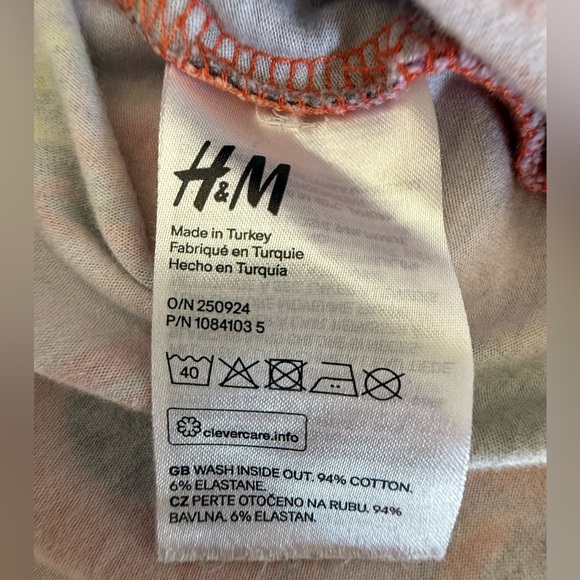 H&M
Made in Turkey
Fabriqué en Turquie
Hecho en Turquía
O/N 250924
P/N 1084103 5
40
clevercare.info
GB WASH INSIDE OUT. 94% COTTON.
6% ELASTANE.
CZ PERTE OTOČENO NA RUBU. 94%
BAVLNA. 6% ELASTAN.